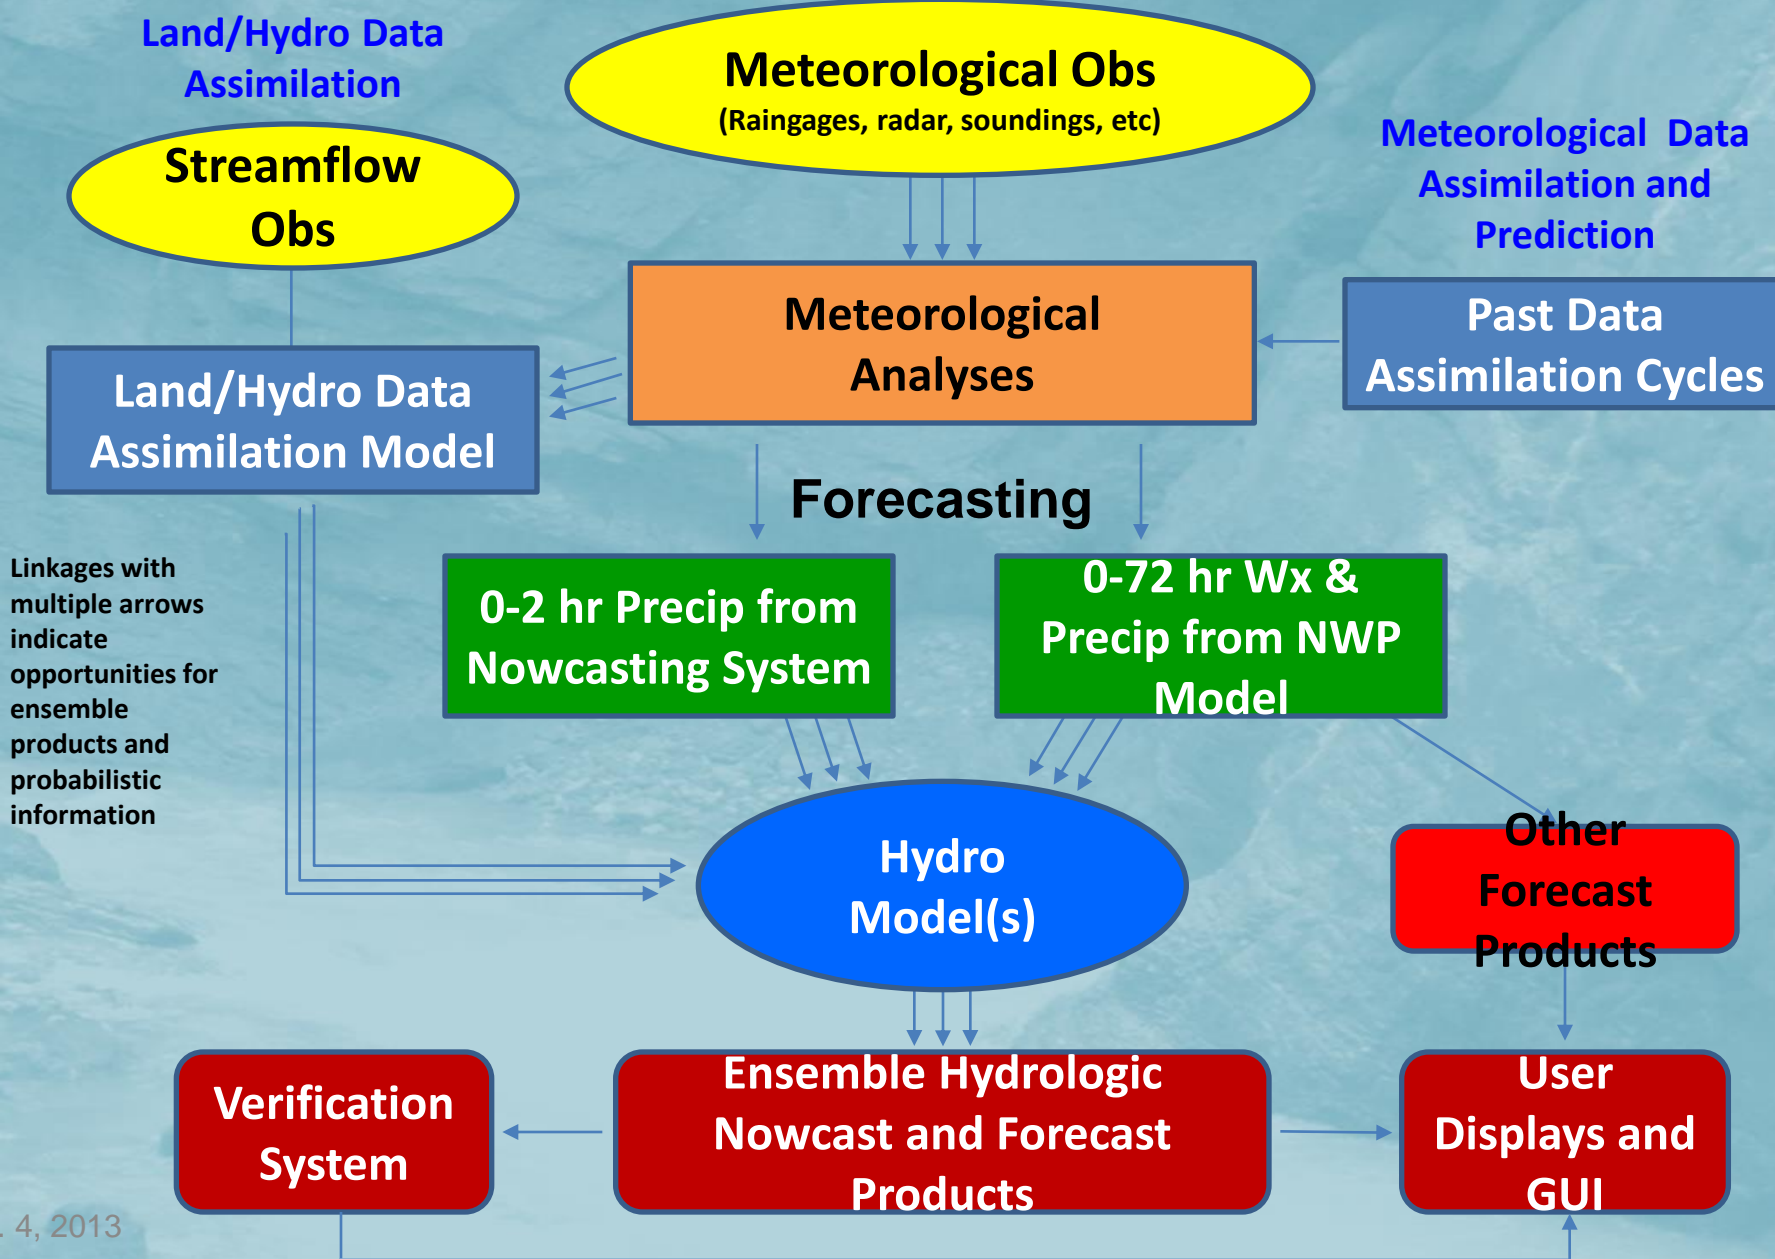 Land/Hydro Data
Assimilation
Meteorological Obs
(Raingages, radar, soundings, etc)
Meteorological Data
Assimilation and
Prediction
Streamflow
Obs
Meteorological
Analyses
Past Data
Assimilation Cycles
Land/Hydro Data
Assimilation Model
Forecasting
Linkages with
multiple arrows
indicate
opportunities for
ensemble
products and
probabilistic
information
0-2 hr Precip from
Nowcasting System
0-72 hr Wx &
Precip from NWP
Model
Hydro
Model(s)
Other
Forecast
Products
Verification
System
Ensemble Hydrologic
Nowcast and Forecast
Products
User
Displays and
GUI
. 4, 2013